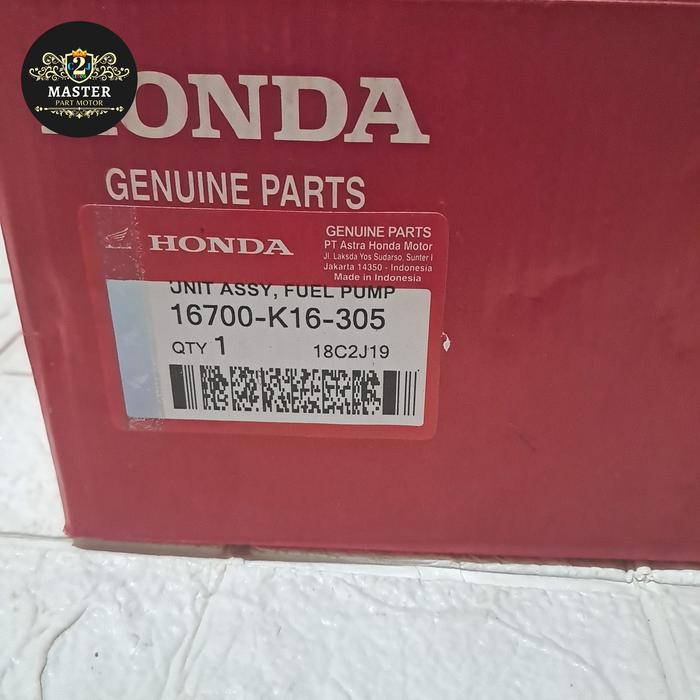 2
MASTER
PART MOTOR
HONDA
GENUINE PARTS
HONDA
GENUINE PARTS
PT Astra Honda Motor
Jl. Laksda Yos Sudarso, Sunter I
Jakarta 14350 - Indonesia
Made in Indonesia
UNIT ASSY, FUEL PUMP
16700-K16-305
QTY 1 18C2J19